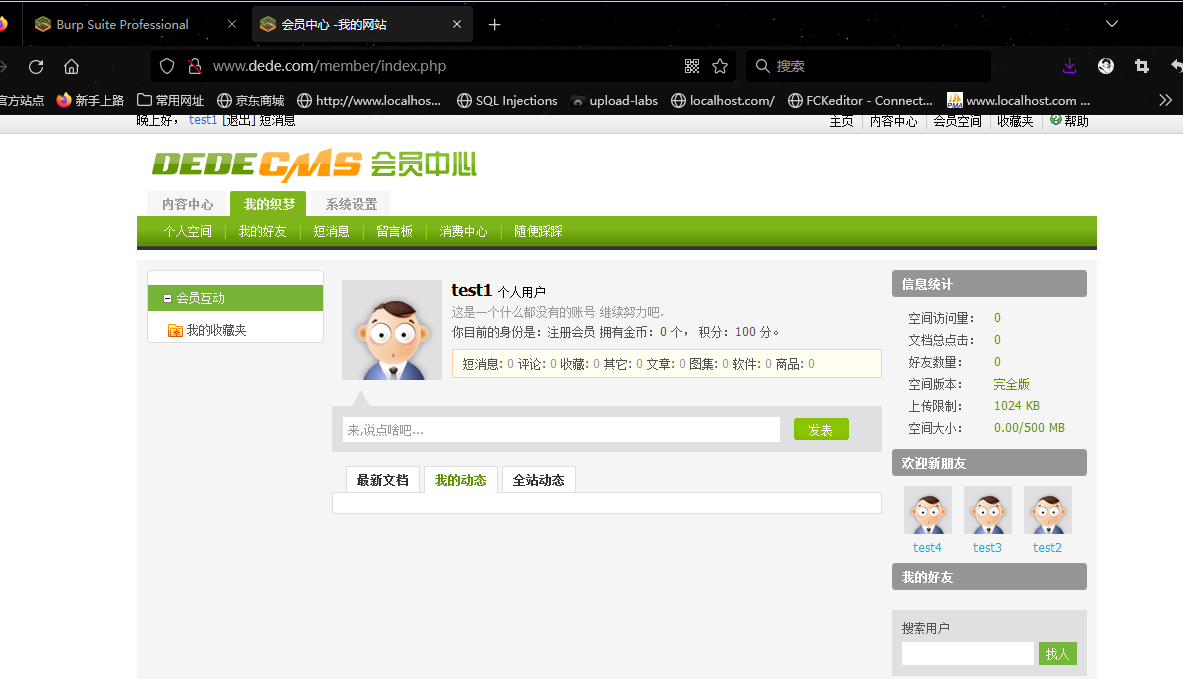 Burp Suite Professional
会员中心 -我的网站
www.dede.com/member/index.php
搜索
官方站点 新手上路 常用网址 京东商城 http://www.localhos... SQL Injections upload-labs localhost.com/ FCKeditor - Connect... www.localhost.com ...
晚上好， test1 [退出] 短消息
主页 内容中心 会员空间 收藏夹 帮助
DEDECMS 会员中心
内容中心 我的织梦 系统设置
个人空间 我的好友 短消息 留言板 消费中心 随便踩踩
会员互动
我的收藏夹
test1 个人用户
这是一个什么都没有的账号 继续努力吧.
你目前的身份是：注册会员 拥有金币：0 个， 积分：100 分。
短消息: 0 评论: 0 收藏: 0 其它: 0 文章: 0 图集: 0 软件: 0 商品: 0
来,说点啥吧...
发表
最新文档 我的动态 全站动态
信息统计
空间访问量： 0
文档总点击： 0
好友数量： 0
空间版本： 完全版
上传限制： 1024 KB
空间大小： 0.00/500 MB
欢迎新朋友
test4 test3 test2
我的好友
搜索用户
找人